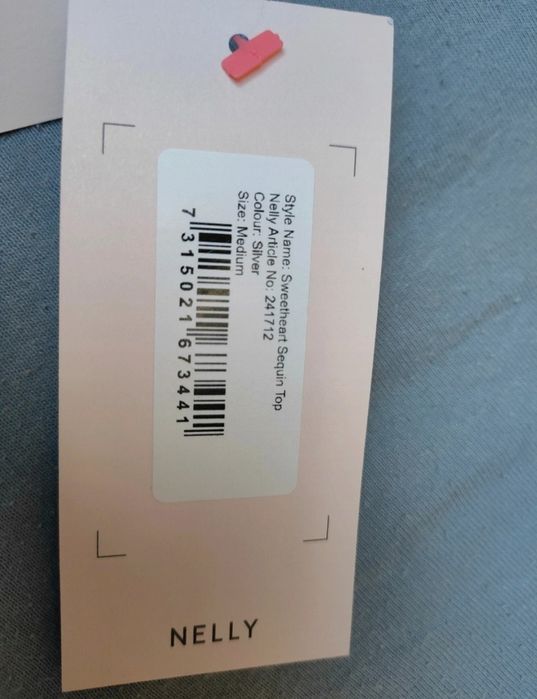 Style Name: Sweetheart Sequin Top
Nelly Article No: 241712
Colour: Silver
Size: Medium
7 315021 673441
NELLY